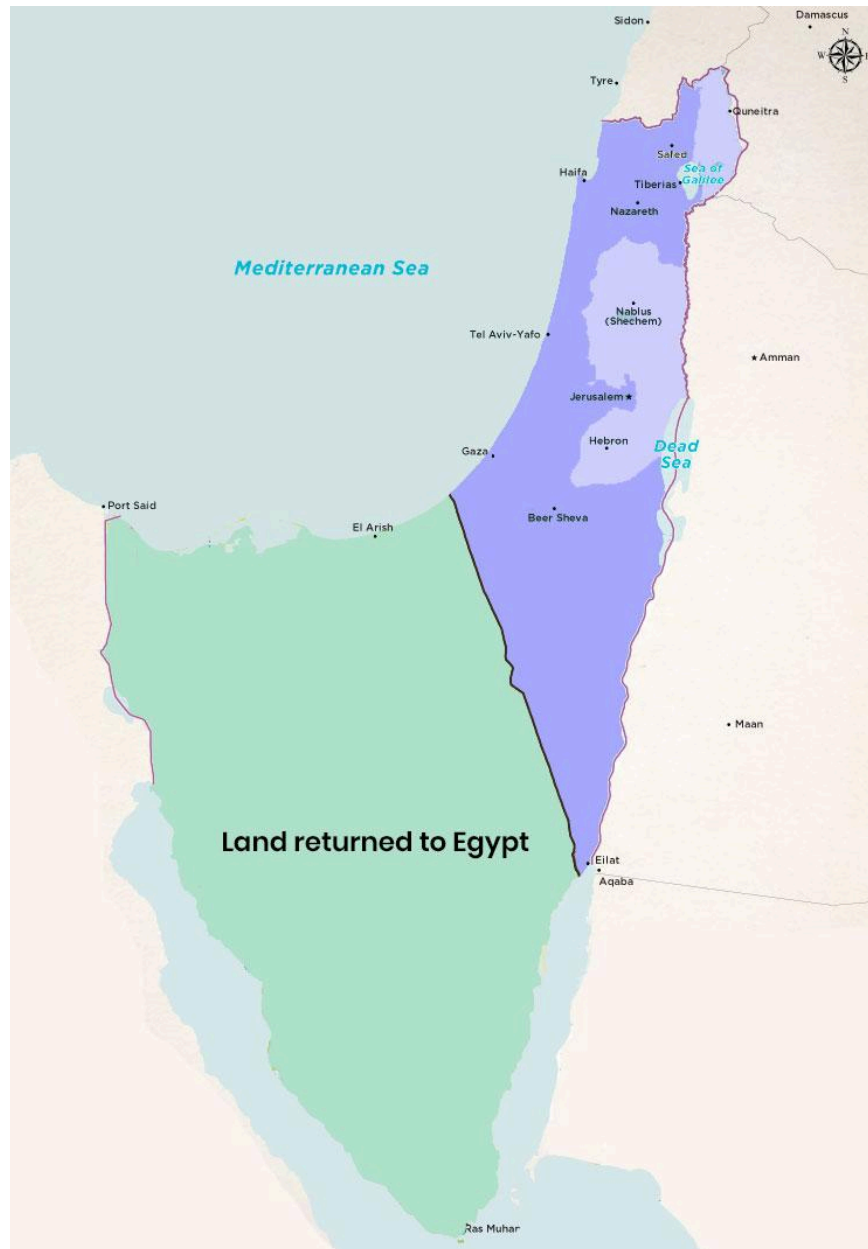 Sidon
Damascus
N
W
E
S
Tyre
Quneitra
Safed
Sea of
Galilee
Haifa
Tiberias
Nazareth
Mediterranean Sea
Nablus
(Shechem)
Tel Aviv-Yafo
Amman
Jerusalem
Hebron
Dead
Sea
Gaza
Port Said
Beer Sheva
El Arish
Maan
Land returned to Egypt
Eilat
Aqaba
Ras Muhar